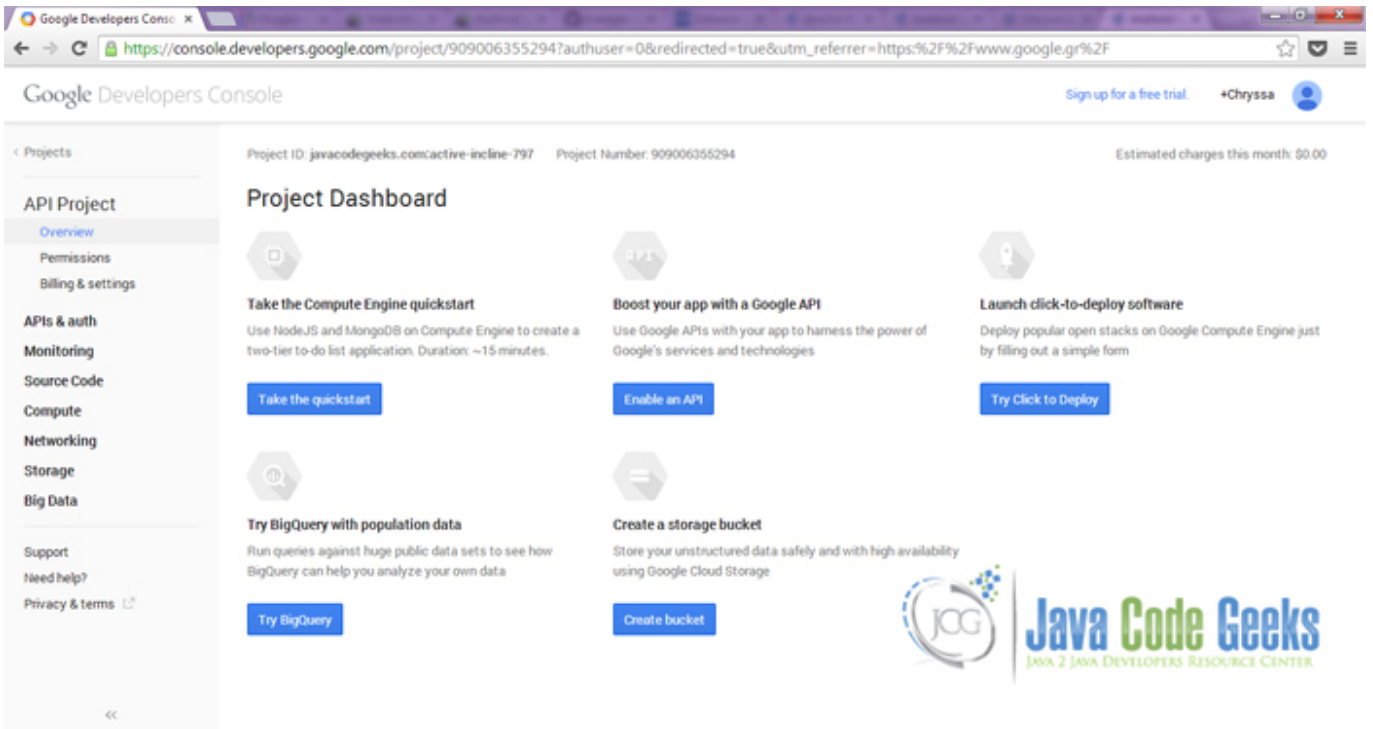 Google Developers Conso
https://console.developers.google.com/project/909006355294?authuser=0&redirected=true&utm_referrer=https:%2F%2Fwww.google.gr%2F
Google Developers Console
Sign up for a free trial. +Chryssa
< Projects
Project ID: javacodegeeks.com:active-incline-797 Project Number: 909006355294 Estimated charges this month: $0.00
API Project
Overview
Permissions
Billing & settings
APIs & auth
Monitoring
Source Code
Compute
Networking
Storage
Big Data
Support
Need help?
Privacy & terms
<<
Project Dashboard
Take the Compute Engine quickstart
Use NodeJS and MongoDB on Compute Engine to create a
two-tier to-do list application. Duration: ~15 minutes.
Take the quickstart
API
Boost your app with a Google API
Use Google APIs with your app to harness the power of
Google's services and technologies
Enable an API
Launch click-to-deploy software
Deploy popular open stacks on Google Compute Engine just
by filling out a simple form
Try Click to Deploy
Try BigQuery with population data
Run queries against huge public data sets to see how
BigQuery can help you analyze your own data
Try BigQuery
Create a storage bucket
Store your unstructured data safely and with high availability
using Google Cloud Storage
Create bucket
JCG
Java Code Geeks
JAVA 2 JAVA DEVELOPERS RESOURCE CENTER